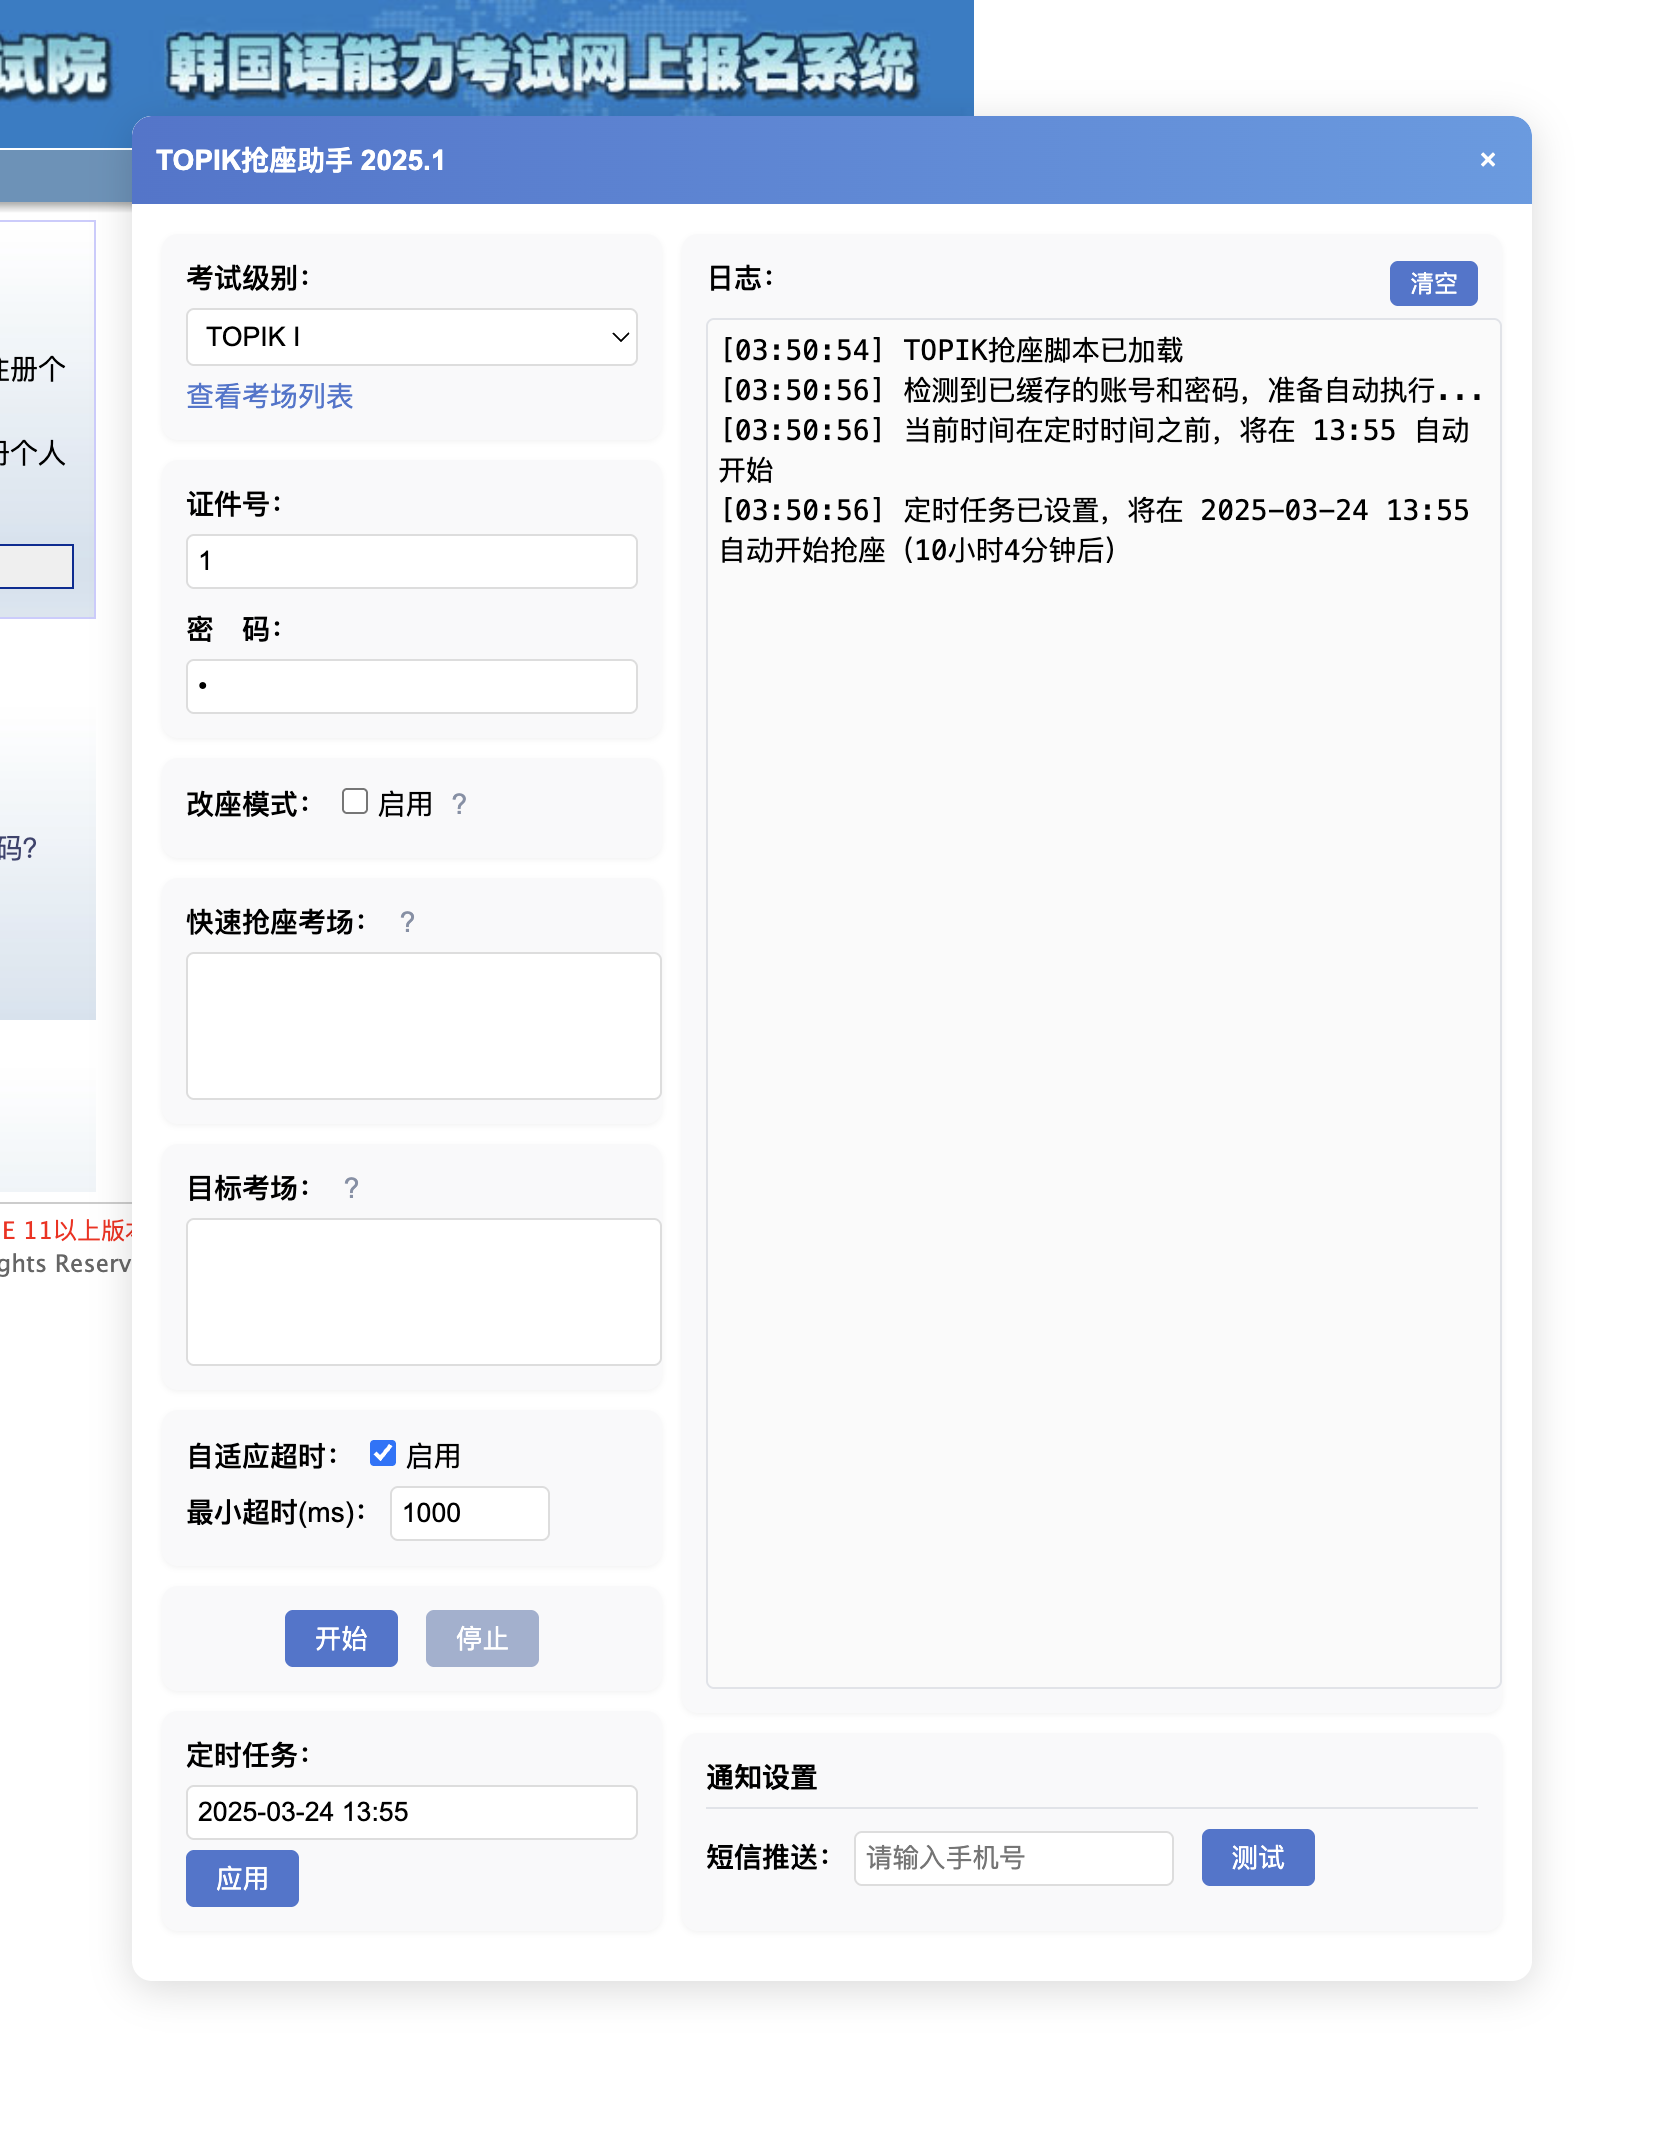 试院 韩国语能力考试网上报名系统
TOPIK抢座助手 2025.1
×
注册个
册个人
码?
E 11以上版本
ghts Reserv
考试级别：
TOPIK I
查看考场列表
证件号：
1
密 码：
•
改座模式： 启用 ?
快速抢座考场： ?
目标考场： ?
自适应超时： 启用
最小超时(ms)： 1000
开始 停止
定时任务：
2025-03-24 13:55
应用
日志：
清空
[03:50:54] TOPIK抢座脚本已加载
[03:50:56] 检测到已缓存的账号和密码，准备自动执行...
[03:50:56] 当前时间在定时时间之前，将在 13:55 自动
开始
[03:50:56] 定时任务已设置，将在 2025-03-24 13:55
自动开始抢座（10小时4分钟后）
通知设置
短信推送： 请输入手机号 测试